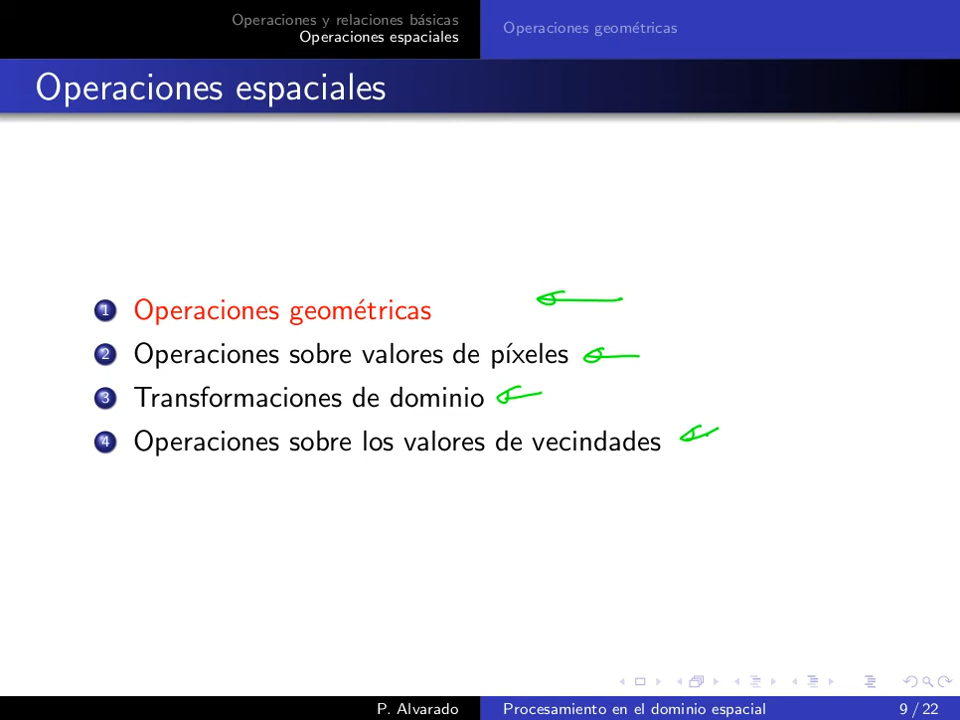 Operaciones y relaciones básicas
Operaciones espaciales
Operaciones geométricas
Operaciones espaciales
1 Operaciones geométricas
2 Operaciones sobre valores de píxeles
3 Transformaciones de dominio
4 Operaciones sobre los valores de vecindades
P. Alvarado
Procesamiento en el dominio espacial
9 / 22